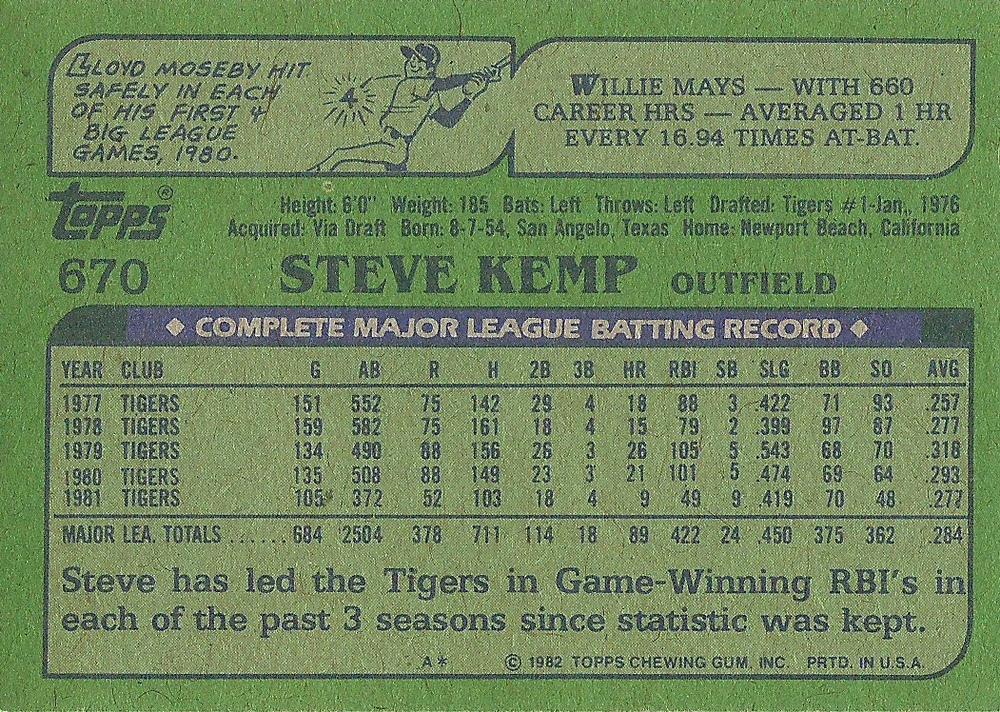 LLOYD MOSEBY HIT
SAFELY IN EACH
OF HIS FIRST 4
BIG LEAGUE
GAMES, 1980.
4
WILLIE MAYS — WITH 660
CAREER HRS — AVERAGED 1 HR
EVERY 16.94 TIMES AT-BAT.
topps®
Height: 6'0" Weight: 185 Bats: Left Throws: Left Drafted: Tigers #1-Jan., 1976
Acquired: Via Draft Born: 8-7-54, San Angelo, Texas Home: Newport Beach, California
670 STEVE KEMP OUTFIELD
◆ COMPLETE MAJOR LEAGUE BATTING RECORD ◆
YEAR CLUB G AB R H 2B 3B HR RBI SB SLG BB SO AVG
1977 TIGERS 151 552 75 142 29 4 18 88 3 .422 71 93 .257
1978 TIGERS 159 582 75 161 18 4 15 79 2 .399 97 87 .277
1979 TIGERS 134 490 88 156 26 3 26 105 5 .543 68 70 .318
1980 TIGERS 135 508 88 149 23 3 21 101 5 .474 69 64 .293
1981 TIGERS 105 372 52 103 18 4 9 49 9 .419 70 48 .277
MAJOR LEA. TOTALS ...... 684 2504 378 711 114 18 89 422 24 .450 375 362 .284
Steve has led the Tigers in Game-Winning RBI's in
each of the past 3 seasons since statistic was kept.
A* © 1982 TOPPS CHEWING GUM, INC. PRTD. IN U.S.A.